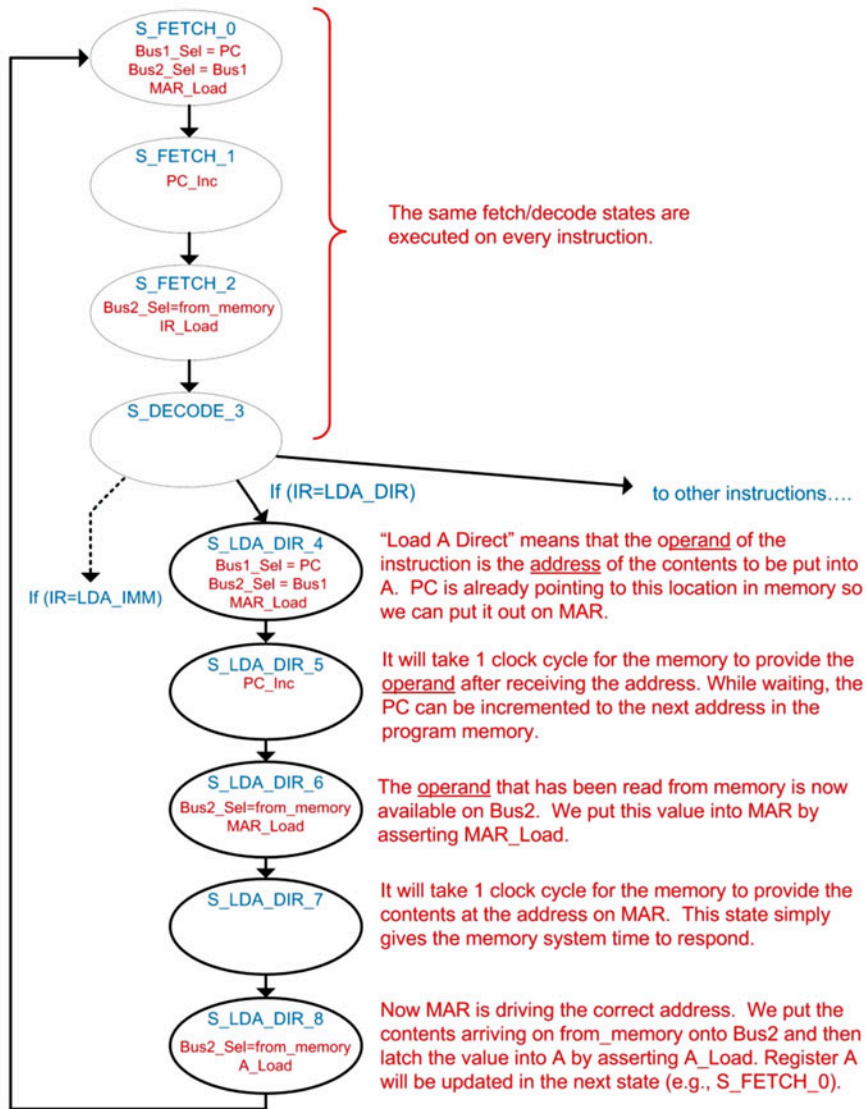 S_FETCH_0
Bus1_Sel = PC
Bus2_Sel = Bus1
MAR_Load
S_FETCH_1
PC_Inc
The same fetch/decode states are
executed on every instruction.
S_FETCH_2
Bus2_Sel=from_memory
IR_Load
S_DECODE_3
If (IR=LDA_DIR)
to other instructions....
If (IR=LDA_IMM)
S_LDA_DIR_4
Bus1_Sel = PC
Bus2_Sel = Bus1
MAR_Load
“Load A Direct” means that the operand of the
instruction is the address of the contents to be put into
A. PC is already pointing to this location in memory so
we can put it out on MAR.
S_LDA_DIR_5
PC_Inc
It will take 1 clock cycle for the memory to provide the
operand after receiving the address. While waiting, the
PC can be incremented to the next address in the
program memory.
S_LDA_DIR_6
Bus2_Sel=from_memory
MAR_Load
The operand that has been read from memory is now
available on Bus2. We put this value into MAR by
asserting MAR_Load.
S_LDA_DIR_7
It will take 1 clock cycle for the memory to provide the
contents at the address on MAR. This state simply
gives the memory system time to respond.
S_LDA_DIR_8
Bus2_Sel=from_memory
A_Load
Now MAR is driving the correct address. We put the
contents arriving on from_memory onto Bus2 and then
latch the value into A by asserting A_Load. Register A
will be updated in the next state (e.g., S_FETCH_0).